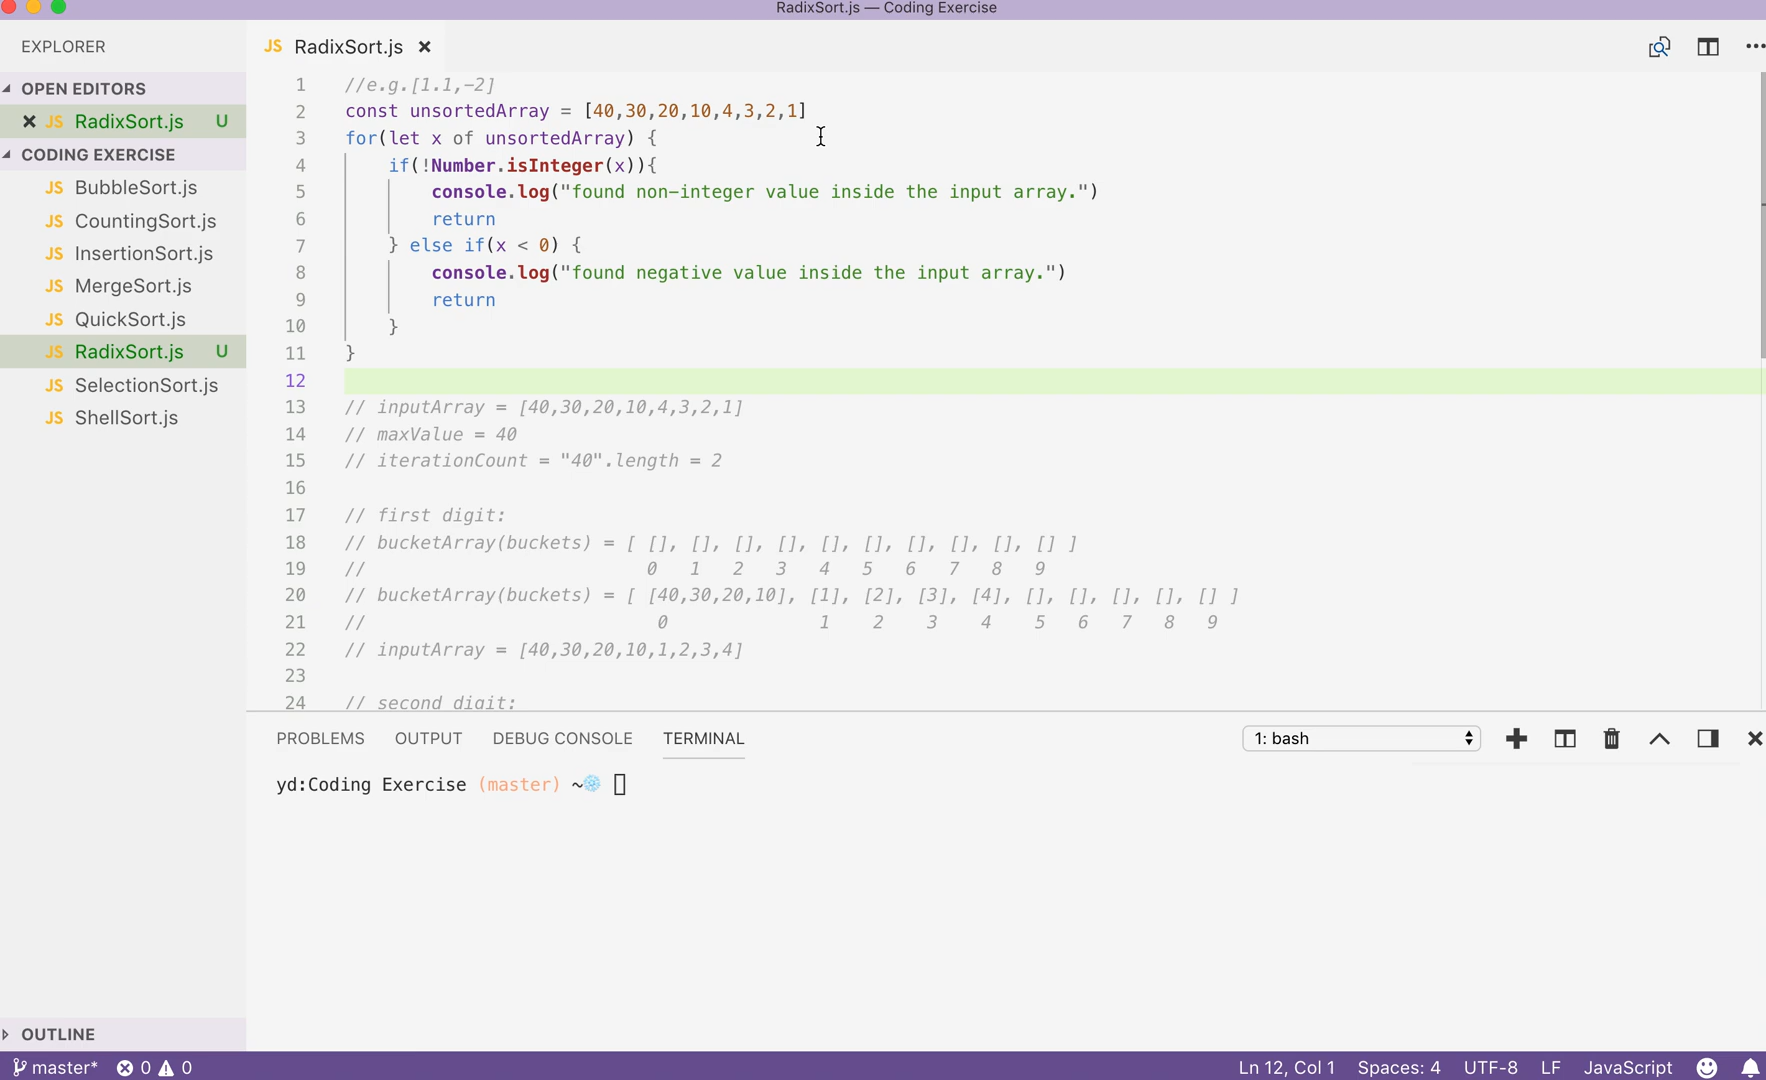 RadixSort.js — Coding Exercise
EXPLORER
OPEN EDITORS
JS RadixSort.js U
CODING EXERCISE
JS BubbleSort.js
JS CountingSort.js
JS InsertionSort.js
JS MergeSort.js
JS QuickSort.js
JS RadixSort.js U
JS SelectionSort.js
JS ShellSort.js
OUTLINE
JS RadixSort.js
1 //e.g.[1.1,-2]
2 const unsortedArray = [40,30,20,10,4,3,2,1]
3 for(let x of unsortedArray) {
4 if(!Number.isInteger(x)){
5 console.log("found non-integer value inside the input array.")
6 return
7 } else if(x < 0) {
8 console.log("found negative value inside the input array.")
9 return
10 }
11 }
12
13 // inputArray = [40,30,20,10,4,3,2,1]
14 // maxValue = 40
15 // iterationCount = "40".length = 2
16
17 // first digit:
18 // bucketArray(buckets) = [ [], [], [], [], [], [], [], [], [], [] ]
19 // 0 1 2 3 4 5 6 7 8 9
20 // bucketArray(buckets) = [ [40,30,20,10], [1], [2], [3], [4], [], [], [], [], [] ]
21 // 0 1 2 3 4 5 6 7 8 9
22 // inputArray = [40,30,20,10,1,2,3,4]
23
24 // second digit:
PROBLEMS OUTPUT DEBUG CONSOLE TERMINAL 1: bash
yd:Coding Exercise (master) ~
master* 0 0 Ln 12, Col 1 Spaces: 4 UTF-8 LF JavaScript